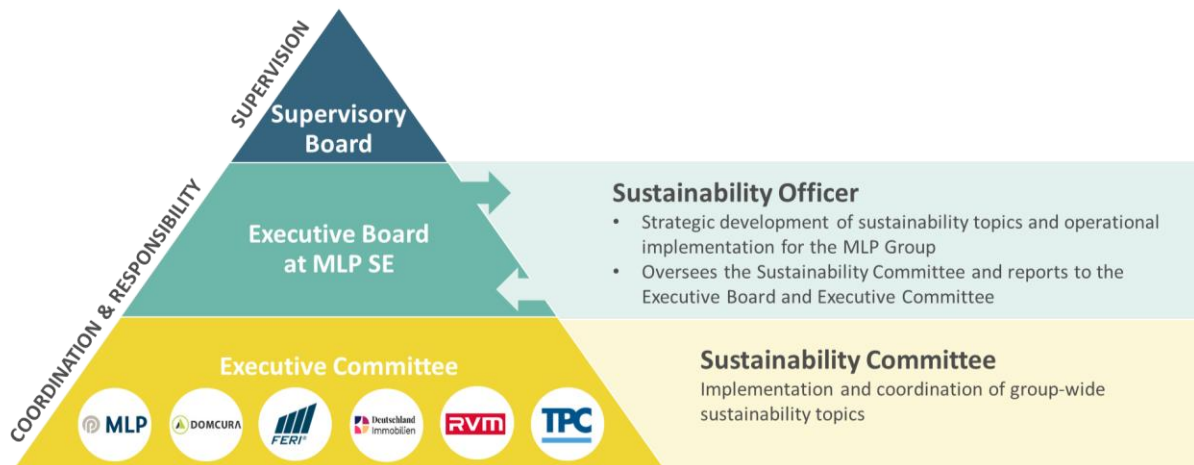 SUPERVISION
Supervisory
Board
COORDINATION & RESPONSIBILITY
Executive Board
at MLP SE
Sustainability Officer
• Strategic development of sustainability topics and operational
implementation for the MLP Group
• Oversees the Sustainability Committee and reports to the
Executive Board and Executive Committee
Executive Committee
MLP
DOMCURA
FERI®
Deutschland
Immobilien
RVM
TPC
Sustainability Committee
Implementation and coordination of group-wide
sustainability topics